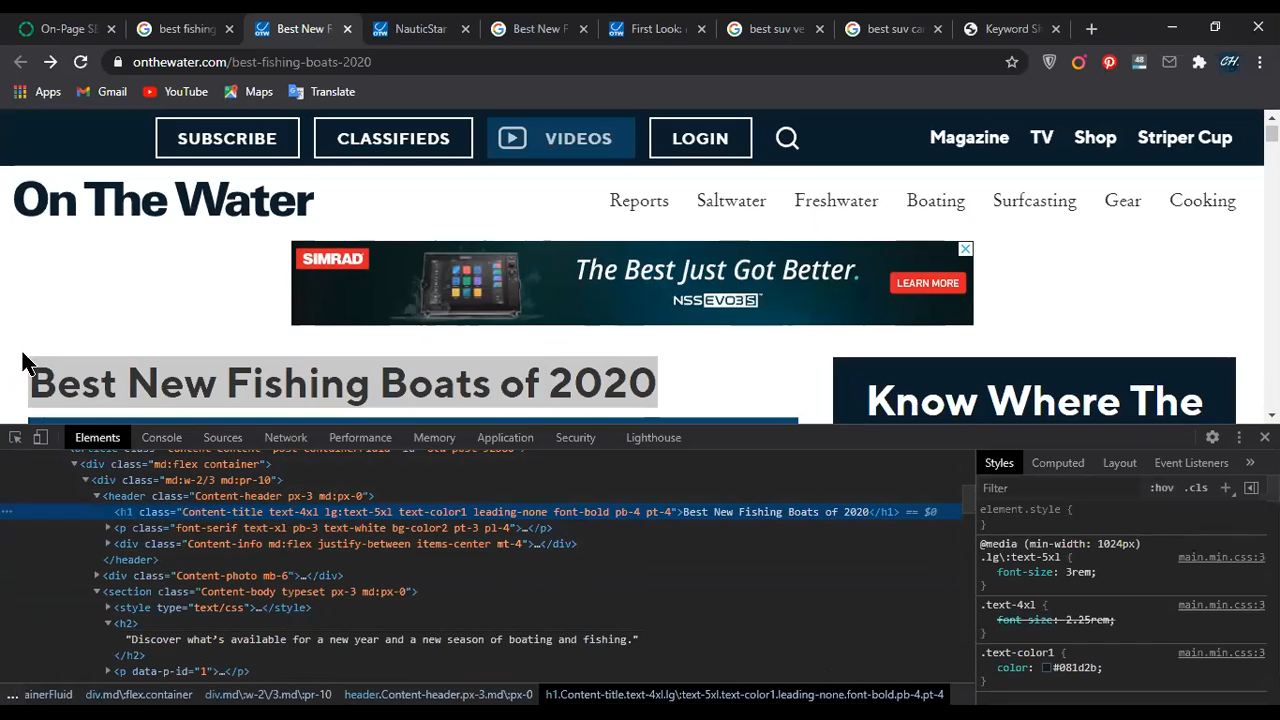 On-Page SE
best fishing
Best New F
NauticStar
Best New F
First Look:
best suv ve
best suv ca
Keyword Sh
onthewater.com/best-fishing-boats-2020
48
CH
Apps
Gmail
YouTube
Maps
Translate
SUBSCRIBE
CLASSIFIEDS
VIDEOS
LOGIN
Magazine
TV
Shop
Striper Cup
On The Water
Reports
Saltwater
Freshwater
Boating
Surfcasting
Gear
Cooking
SIMRAD
The Best Just Got Better.
NSS EVO3S™
LEARN MORE
Best New Fishing Boats of 2020
Know Where The
Elements
Console
Sources
Network
Performance
Memory
Application
Security
Lighthouse
<div class="md:flex container">
<div class="md:w-2/3 md:pr-10">
<header class="Content-header px-3 md:px-0">
<h1 class="Content-title text-4xl lg:text-5xl text-color1 leading-none font-bold pb-4 pt-4">Best New Fishing Boats of 2020</h1> == $0
<p class="font-serif text-xl pb-3 text-white bg-color2 pt-3 pl-4">…</p>
<div class="Content-info md:flex justify-between items-center mt-4">…</div>
</header>
<div class="Content-photo mb-6">…</div>
<section class="Content-body typeset px-3 md:px-0">
<style type="text/css">…</style>
<h2>
"Discover what's available for a new year and a new season of boating and fishing."
</h2>
<p data-p-id="1">…</p>
... ainerFluid
div.md\:flex.container
div.md\:w-2\/3.md\:pr-10
header.Content-header.px-3.md\:px-0
h1.Content-title.text-4xl.lg\:text-5xl.text-color1.leading-none.font-bold.pb-4.pt-4
Styles
Computed
Layout
Event Listeners
»
Filter
:hov .cls +
element.style {
}
@media (min-width: 1024px)
.lg\:text-5xl { main.min.css:3
font-size: 3rem;
}
.text-4xl { main.min.css:3
font-size: 2.25rem;
}
.text-color1 { main.min.css:3
color: #081d2b;
}